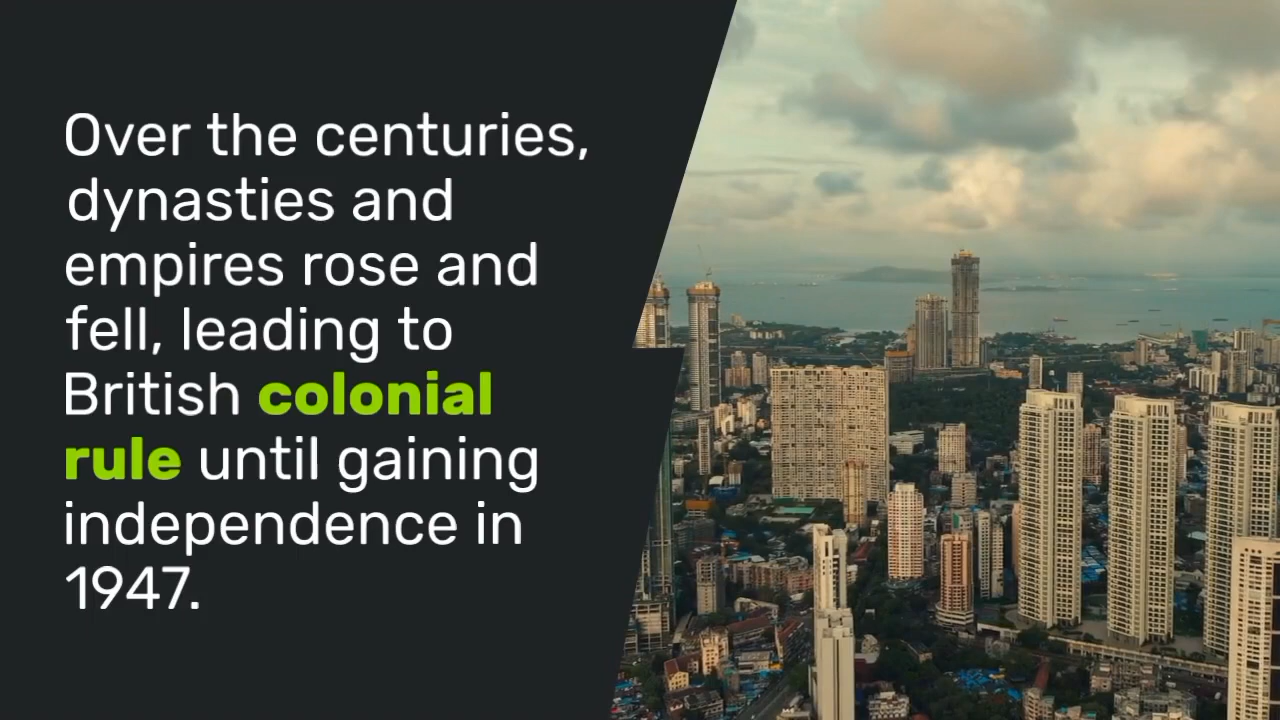 Over the centuries,
dynasties and
empires rose and
fell, leading to
British colonial
rule until gaining
independence in
1947.